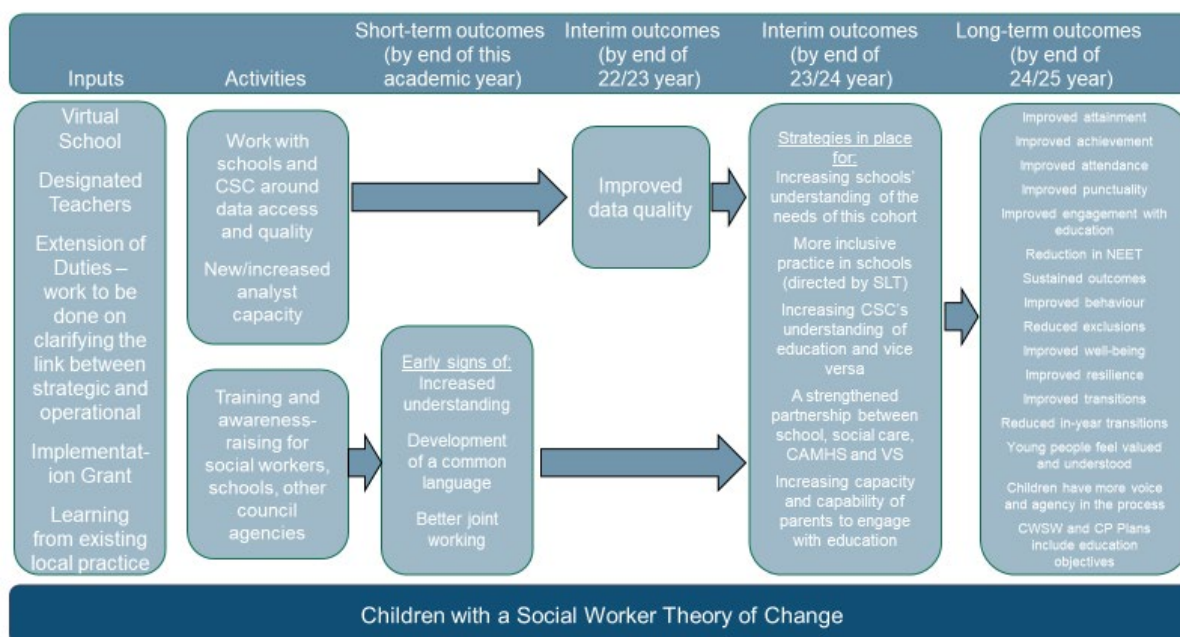 Inputs
Activities
Short-term outcomes
(by end of this
academic year)
Interim outcomes
(by end of
22/23 year)
Interim outcomes
(by end of
23/24 year)
Long-term outcomes
(by end of
24/25 year)
Virtual
School
Designated
Teachers
Extension of
Duties –
work to be
done on
clarifying the
link between
strategic and
operational
Implementat-
ion Grant
Learning
from existing
local practice
Work with
schools and
CSC around
data access
and quality
New/increased
analyst
capacity
Training and
awareness-
raising for
social workers,
schools, other
council
agencies
Early signs of:
Increased
understanding
Development
of a common
language
Better joint
working
Improved
data quality
Strategies in place
for:
Increasing schools'
understanding of the
needs of this cohort
More inclusive
practice in schools
(directed by SLT)
Increasing CSC's
understanding of
education and vice
versa
A strengthened
partnership between
school, social care,
CAMHS and VS
Increasing capacity
and capability of
parents to engage
with education
Improved attainment
Improved achievement
Improved attendance
Improved punctuality
Improved engagement with
education
Reduction in NEET
Sustained outcomes
Improved behaviour
Reduced exclusions
Improved well-being
Improved resilience
Improved transitions
Reduced in-year transitions
Young people feel valued
and understood
Children have more voice
and agency in the process
CWSW and CP Plans
include education
objectives
Children with a Social Worker Theory of Change